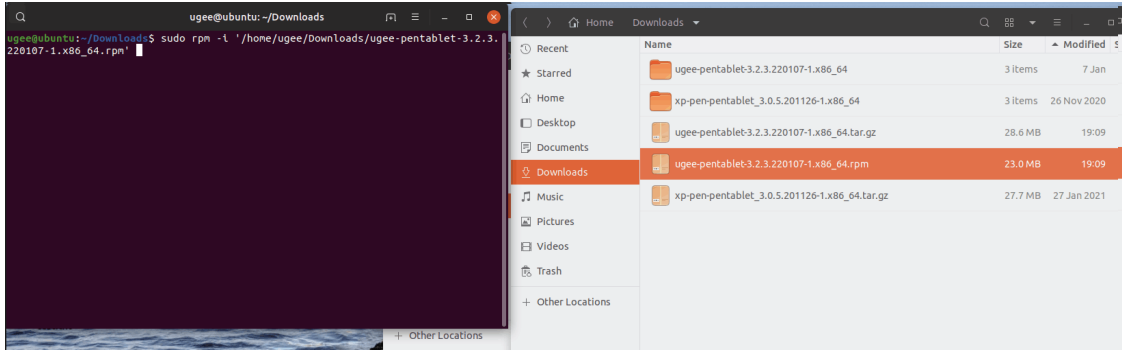 ugee@ubuntu: ~/Downloads
ugee@ubuntu:~/Downloads$ sudo rpm -i '/home/ugee/Downloads/ugee-pentablet-3.2.3.
220107-1.x86_64.rpm'
+ Other Locations
Home Downloads
Recent
Starred
Home
Desktop
Documents
Downloads
Music
Pictures
Videos
Trash
+ Other Locations
Name Size Modified
ugee-pentablet-3.2.3.220107-1.x86_64 3 items 7 Jan
xp-pen-pentablet_3.0.5.201126-1.x86_64 3 items 26 Nov 2020
ugee-pentablet-3.2.3.220107-1.x86_64.tar.gz 28.6 MB 19:09
ugee-pentablet-3.2.3.220107-1.x86_64.rpm 23.0 MB 19:09
xp-pen-pentablet_3.0.5.201126-1.x86_64.tar.gz 27.7 MB 27 Jan 2021